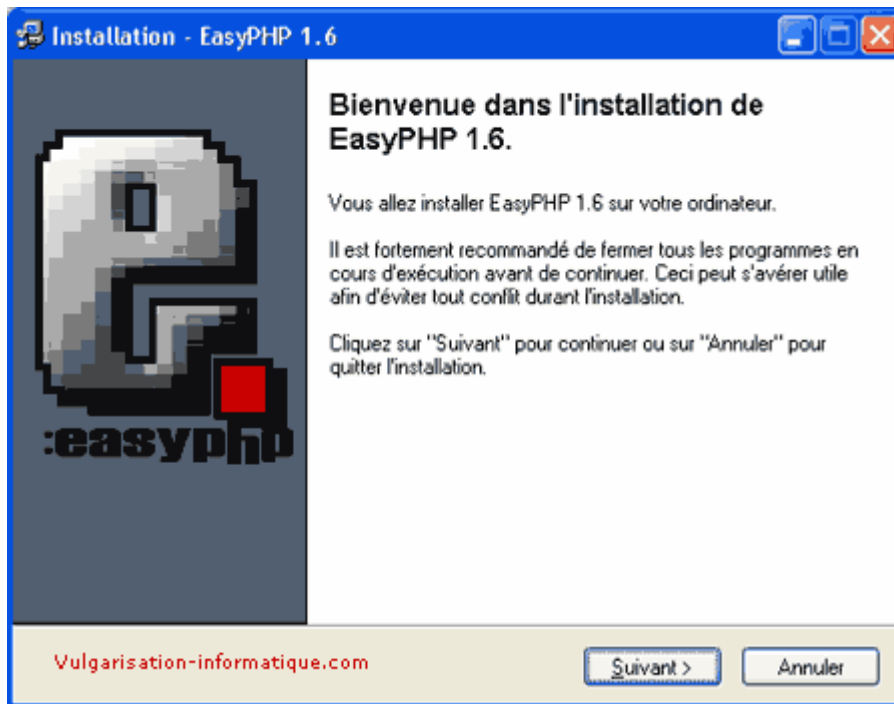 Installation - EasyPHP 1.6
Bienvenue dans l'installation de
EasyPHP 1.6.
Vous allez installer EasyPHP 1.6 sur votre ordinateur.
Il est fortement recommandé de fermer tous les programmes en
cours d'exécution avant de continuer. Ceci peut s'avérer utile
afin d'éviter tout conflit durant l'installation.
Cliquez sur "Suivant" pour continuer ou sur "Annuler" pour
quitter l'installation.
:easyphp
Vulgarisation-informatique.com
Suivant >
Annuler